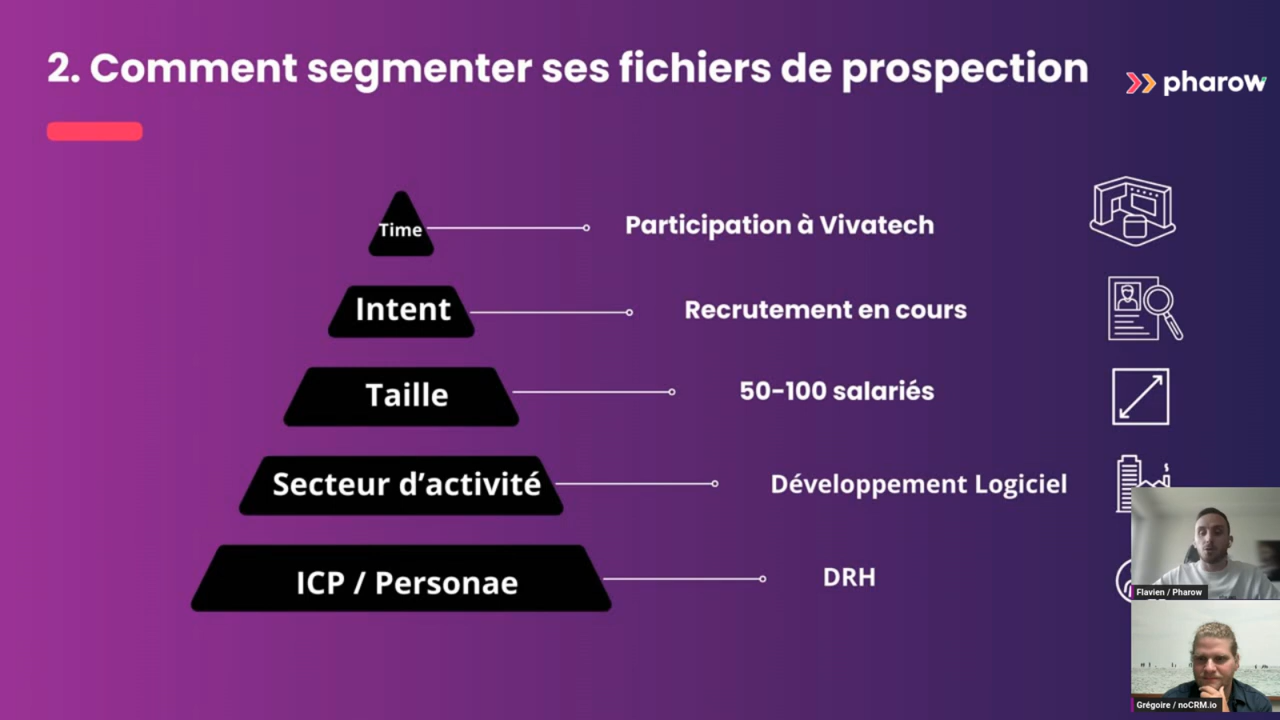 2. Comment segmenter ses fichiers de prospection
pharow
Time
Participation à Vivatech
Intent
Recrutement en cours
Taille
50-100 salariés
Secteur d'activité
Développement Logiciel
ICP / Personae
DRH
Flavien / Pharow
Grégoire / noCRM.io